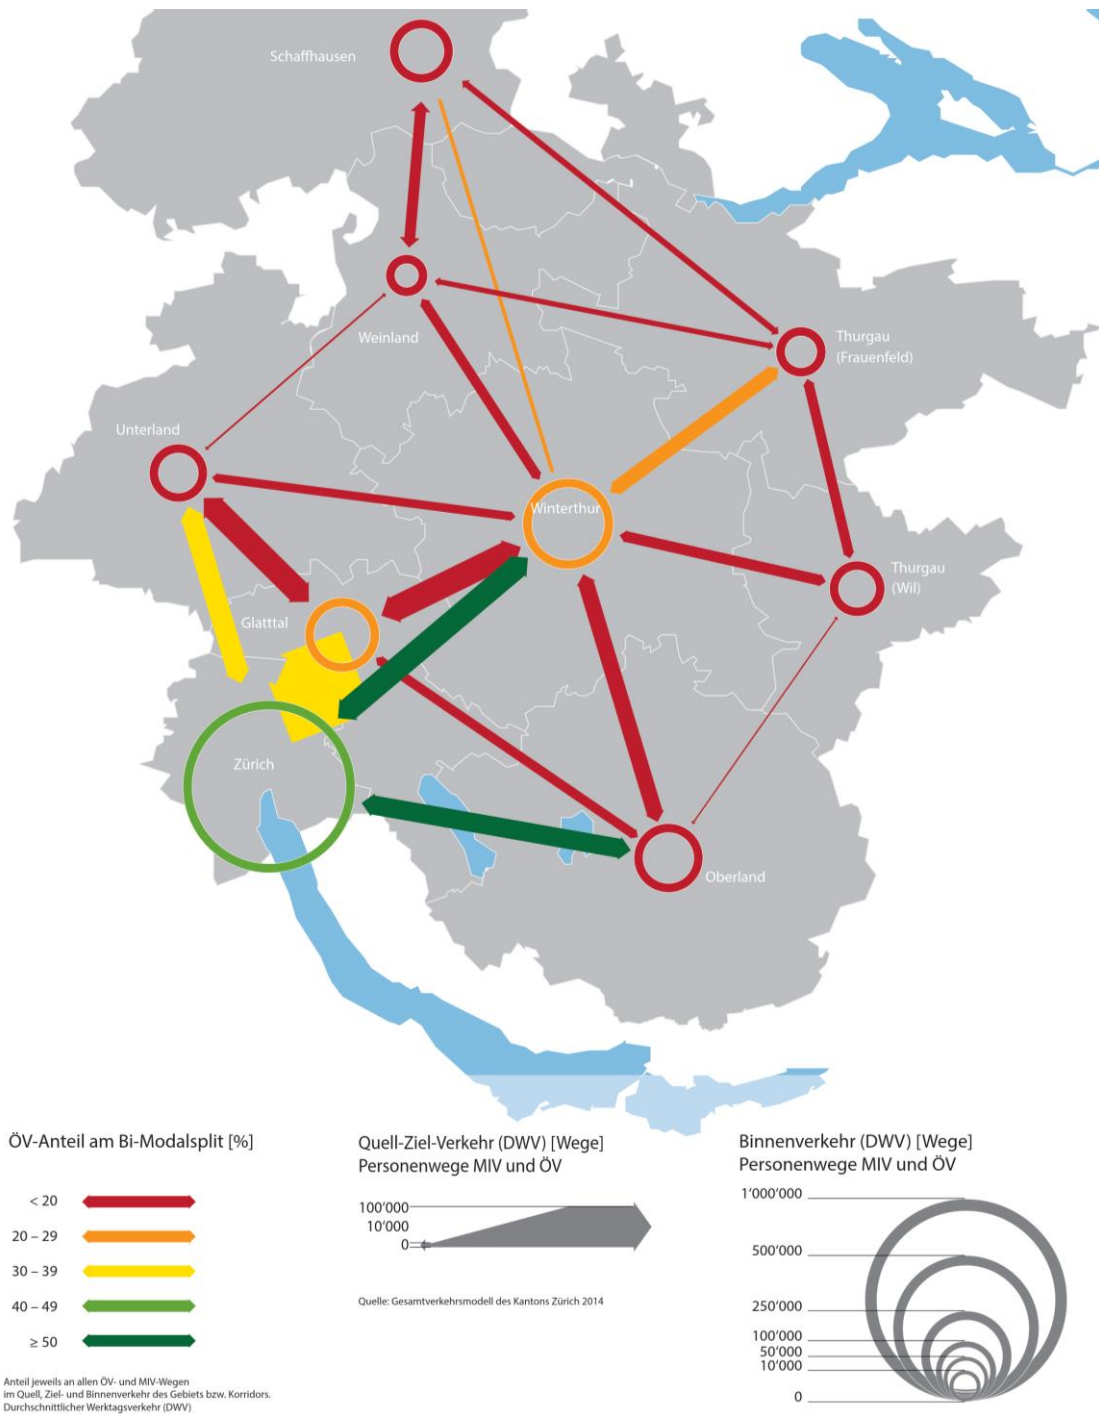 Schaffhausen
Weinland
Thurgau
(Frauenfeld)
Unterland
Winterthur
Thurgau
(Wil)
Glatttal
Zürich
Oberland
ÖV-Anteil am Bi-Modalsplit [%]
< 20
20 – 29
30 – 39
40 – 49
≥ 50
Anteil jeweils an allen ÖV- und MIV-Wegen
im Quell, Ziel- und Binnenverkehr des Gebiets bzw. Korridors.
Durchschnittlicher Werktagsverkehr (DWV)
Quell-Ziel-Verkehr (DWV) [Wege]
Personenwege MIV und ÖV
100'000
10'000
0
Quelle: Gesamtverkehrsmodell des Kantons Zürich 2014
Binnenverkehr (DWV) [Wege]
Personenwege MIV und ÖV
1'000'000
500'000
250'000
100'000
50'000
10'000
0